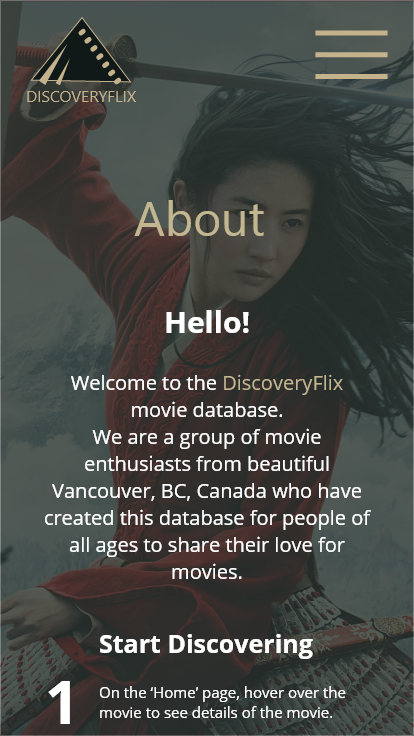 DISCOVERYFLIX
About
Hello!
Welcome to the DiscoveryFlix
movie database.
We are a group of movie
enthusiasts from beautiful
Vancouver, BC, Canada who have
created this database for people of
all ages to share their love for
movies.
Start Discovering
1 On the ‘Home’ page, hover over the
movie to see details of the movie.